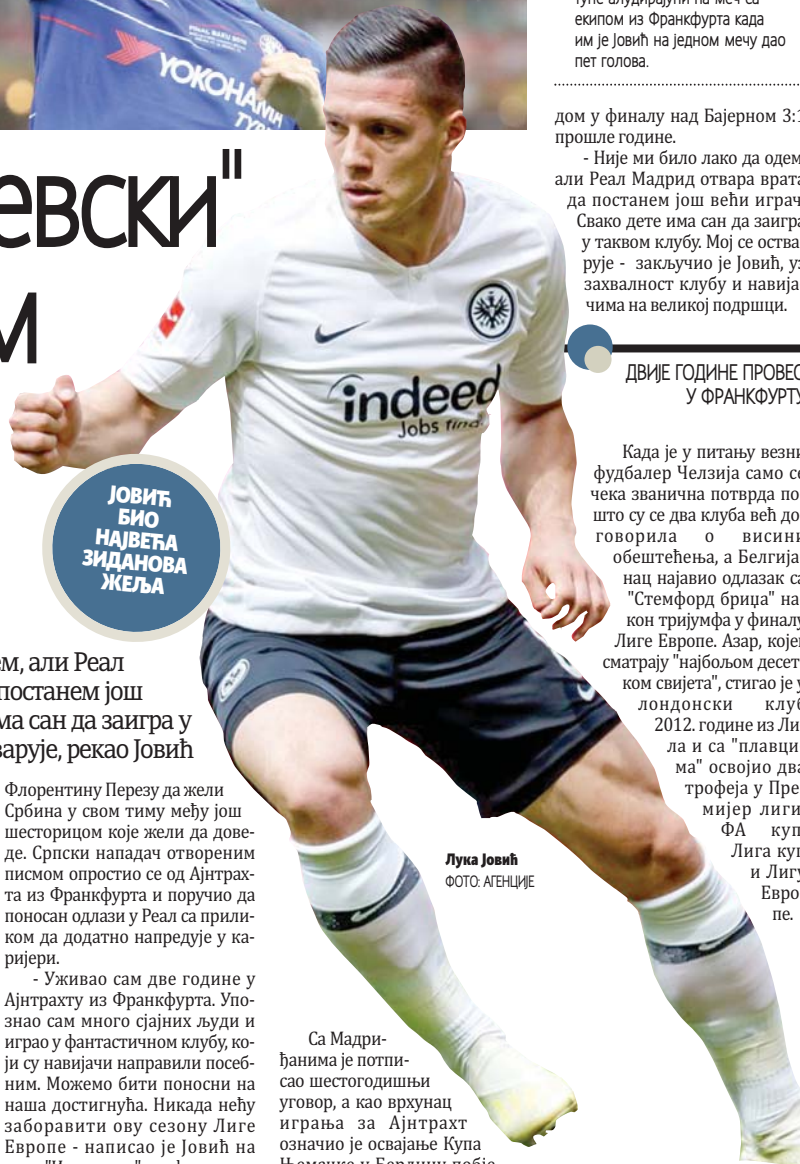 YOKOHAMA
TYRES
евски"
м
ЈОВИЋ
БИО
НАЈВЕЋА
ЗИДАНОВА
ЖЕЉА
ем, али Реал
постанем још
ма сан да заигра у
варује, рекао Јовић
Флорентину Перезу да жели
Србина у свом тиму међу још
шесторицом које жели да дове-
де. Српски нападач отвореним
писмом опростио се од Ајнтрах-
та из Франкфурта и поручио да
поносан одлази у Реал са прили-
ком да додатно напредује у ка-
ријери.
- Уживао сам две године у
Ајнтрахту из Франкфурта. Упо-
знао сам много сјајних људи и
играо у фантастичном клубу, ко-
ји су навијачи направили посеб-
ним. Можемо бити поносни на
наша достигнућа. Никада нећу
заборавити ову сезону Лиге
Европе - написао је Јовић на
indeed
Jobs find
Лука Јовић
ФОТО: АГЕНЦИЈЕ
Са Мадри-
ђанима је потпи-
сао шестогодишњи
уговор, а као врхунац
играња за Ајнтрахт
означио је освајање Купа
Њемачке у Берлину побје-
туће алудирајући на меч са
екипом из Франкфурта када
им је Јовић на једном мечу дао
пет голова.
дом у финалу над Бајерном 3:1
прошле године.
- Није ми било лако да одем,
али Реал Мадрид отвара врата
да постанем још већи играч.
Свако дете има сан да заигра
у таквом клубу. Мој се оства-
рује - закључио је Јовић, уз
захвалност клубу и навија-
чима на великој подршци.
ДВИЈЕ ГОДИНЕ ПРОВЕО
У ФРАНКФУРТУ
Када је у питању везни
фудбалер Челзија само се
чека званична потврда по-
што су се два клуба већ до-
говорила о висини
обештећења, а Белгија-
нац најавио одлазак са
"Стемфорд бриџа" на-
кон тријумфа у финалу
Лиге Европе. Азар, којег
сматрају "најбољом десет-
ком свијета", стигао је у
лондонски клуб
2012. године из Ли-
ла и са "плавци-
ма" освојио два
трофеја у Пре-
мијер лиги,
ФА куп,
Лига куп
и Лигу
Евро-
пе.